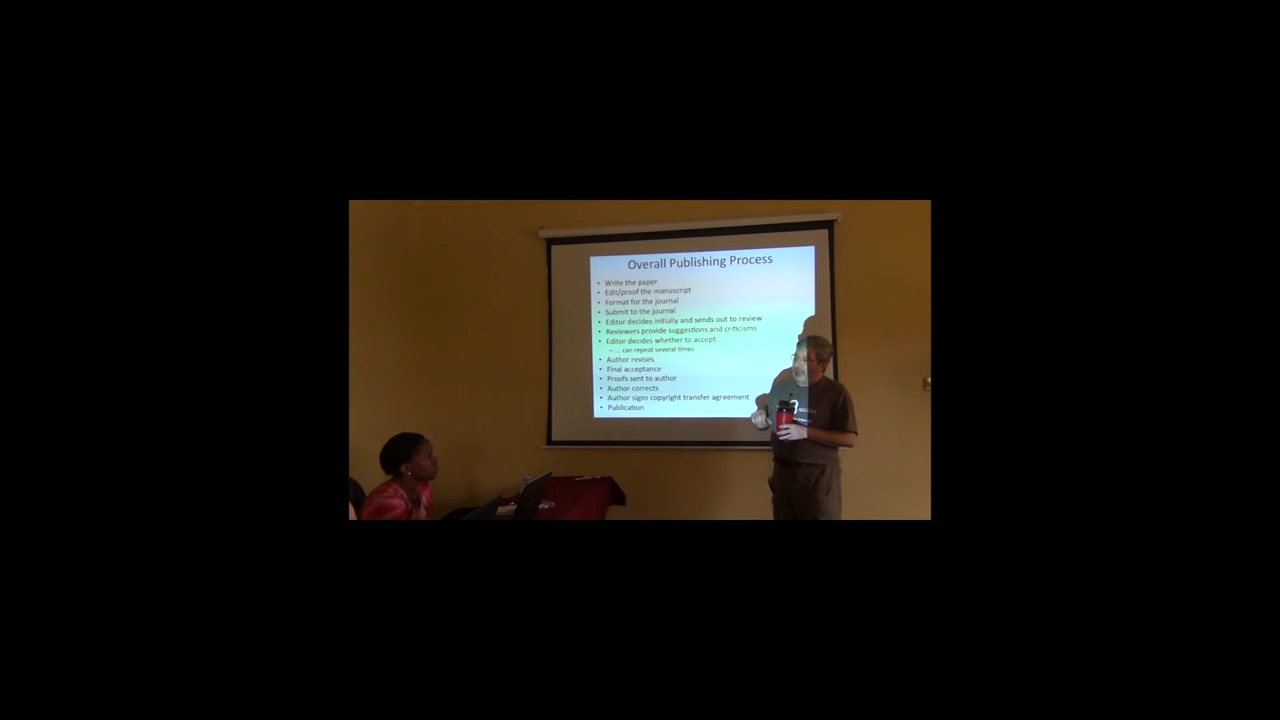 Overall Publishing Process
• Write the paper
• Edit/proof the manuscript
• Format for the journal
• Submit to the journal
• Editor decides initially and sends out to review
• Reviewers provide suggestions and criticisms
• Editor decides whether to accept
– ... can repeat several times
• Author revises
• Final acceptance
• Proofs sent to author
• Author corrects
• Author signs copyright transfer agreement
• Publication